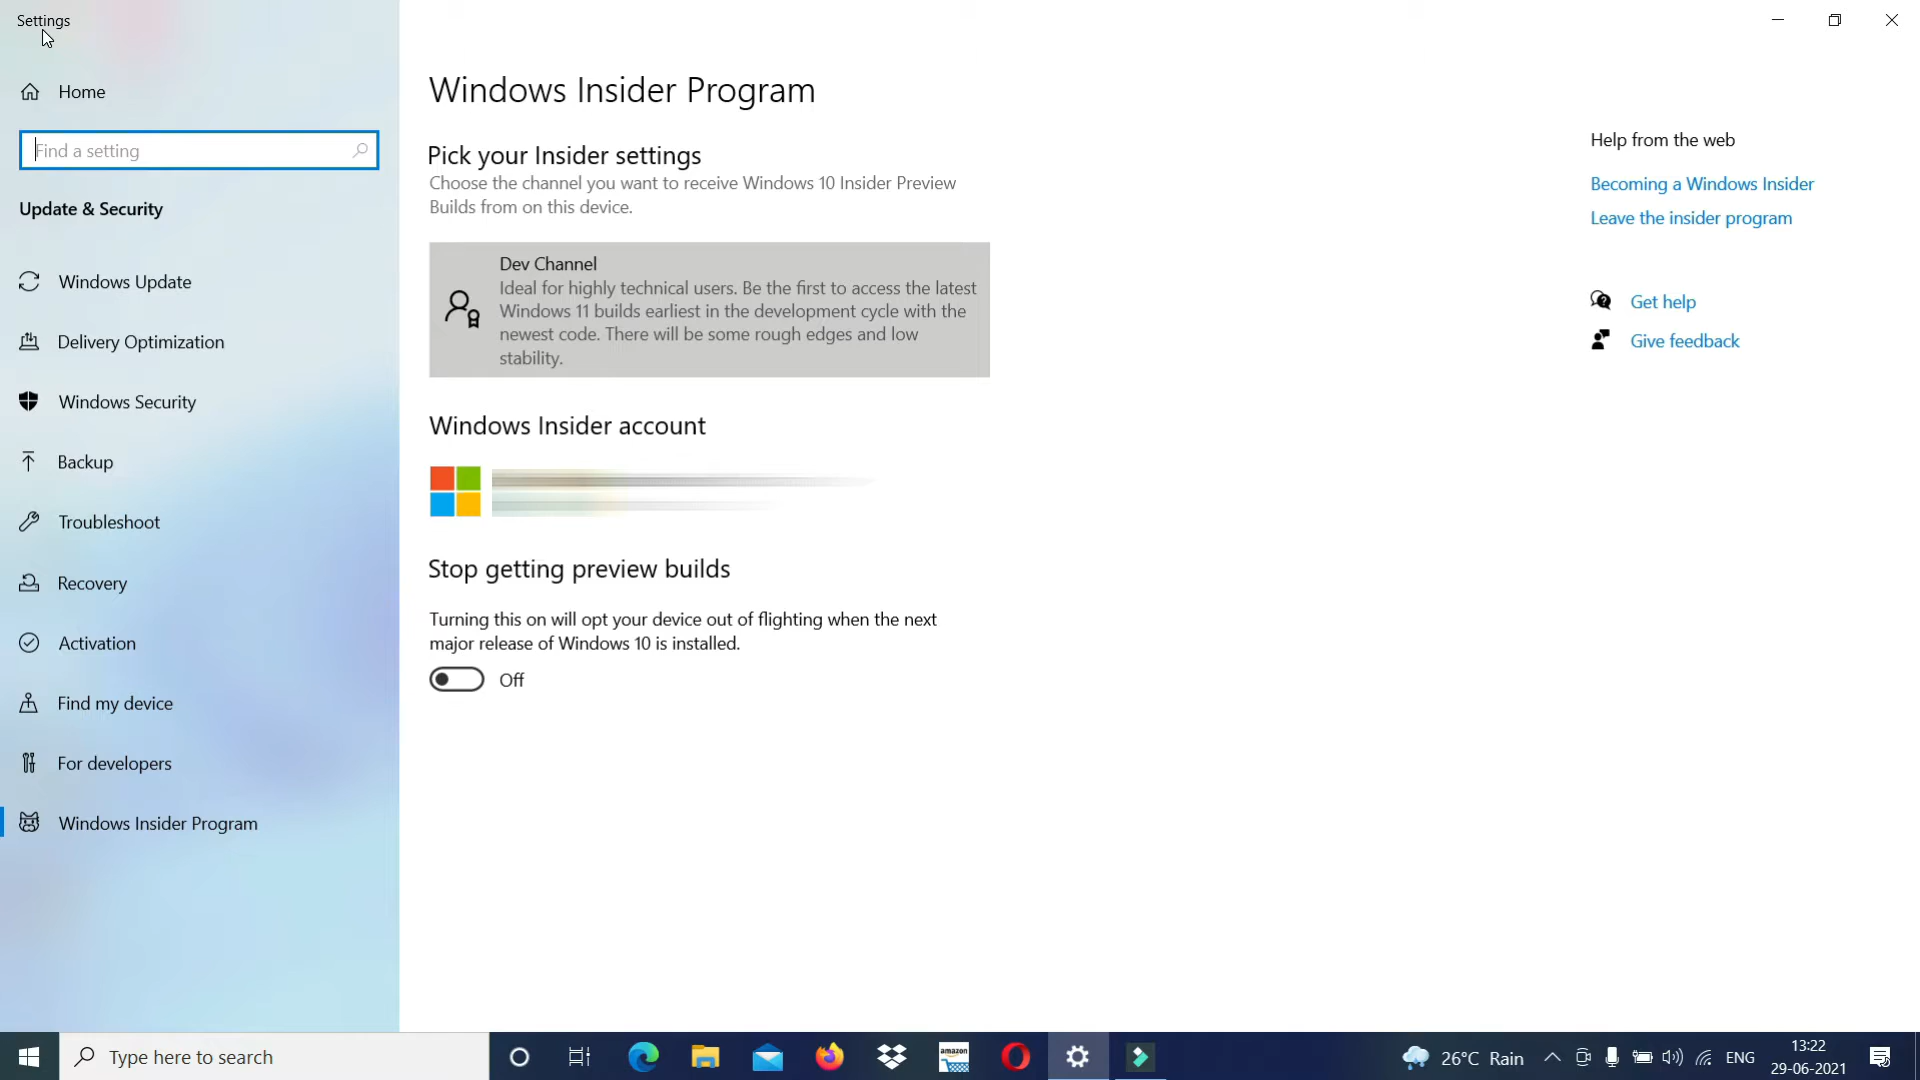 Settings
Home
Find a setting
Update & Security
Windows Update
Delivery Optimization
Windows Security
Backup
Troubleshoot
Recovery
Activation
Find my device
For developers
Windows Insider Program
Windows Insider Program
Pick your Insider settings
Choose the channel you want to receive Windows 10 Insider Preview
Builds from on this device.
Dev Channel
Ideal for highly technical users. Be the first to access the latest
Windows 11 builds earliest in the development cycle with the
newest code. There will be some rough edges and low
stability.
Windows Insider account
Stop getting preview builds
Turning this on will opt your device out of flighting when the next
major release of Windows 10 is installed.
Off
Help from the web
Becoming a Windows Insider
Leave the insider program
Get help
Give feedback
Type here to search
amazon
26°C Rain
ENG
13:22
29-06-2021